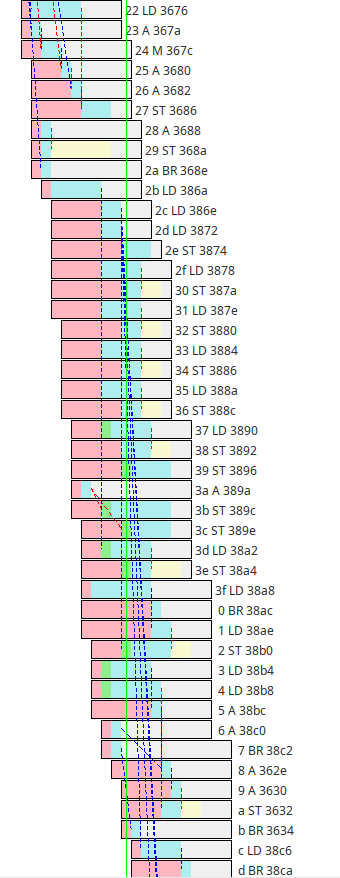 22 LD 3676
23 A 367a
24 M 367c
25 A 3680
26 A 3682
27 ST 3686
28 A 3688
29 ST 368a
2a BR 368e
2b LD 386a
2c LD 386e
2d LD 3872
2e ST 3874
2f LD 3878
30 ST 387a
31 LD 387e
32 ST 3880
33 LD 3884
34 ST 3886
35 LD 388a
36 ST 388c
37 LD 3890
38 ST 3892
39 ST 3896
3a A 389a
3b ST 389c
3c ST 389e
3d LD 38a2
3e ST 38a4
3f LD 38a8
0 BR 38ac
1 LD 38ae
2 ST 38b0
3 LD 38b4
4 LD 38b8
5 A 38bc
6 A 38c0
7 BR 38c2
8 A 362e
9 A 3630
a ST 3632
b BR 3634
c LD 38c6
d BR 38ca